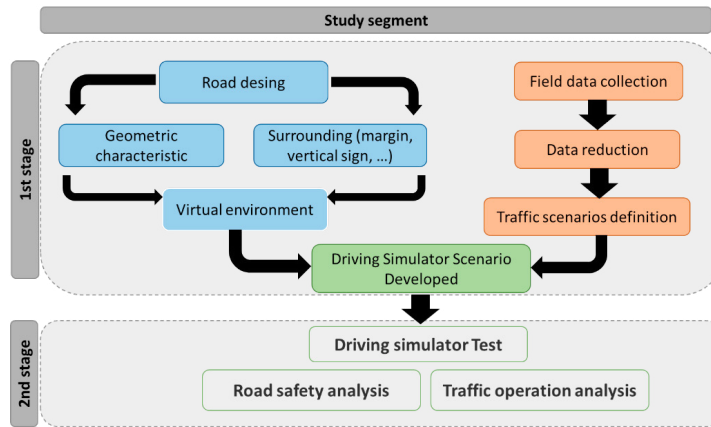 Study segment
1st stage
Road desing
Field data collection
Geometric
characteristic
Surrounding (margin,
vertical sign, ...)
Data reduction
Virtual environment
Traffic scenarios definition
Driving Simulator Scenario
Developed
2nd stage
Driving simulator Test
Road safety analysis
Traffic operation analysis